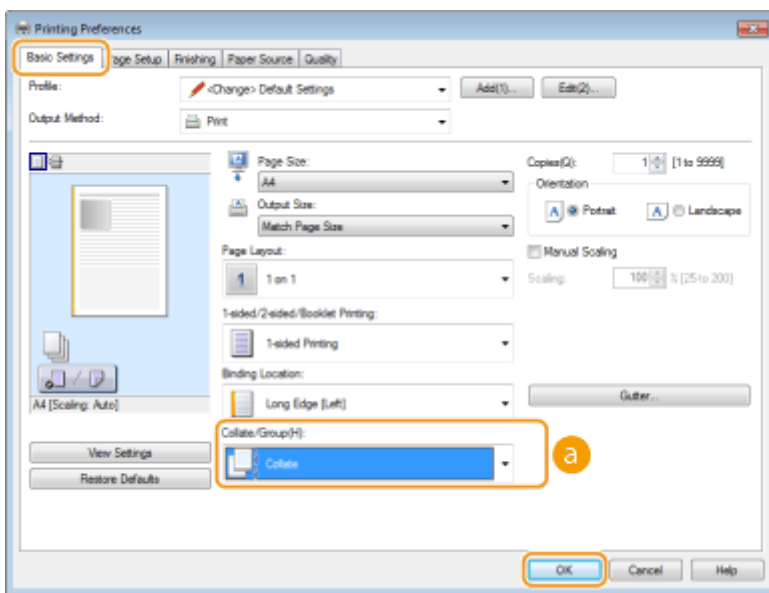 Printing Preferences
Basic Settings Page Setup Finishing Paper Source Quality
Profile: <Change> Default Settings Add(1)... Edit(2)...
Output Method: Print
Page Size: Copies(Q): 1 [1 to 9999]
A4 Orientation
Output Size: A Portrait A Landscape
Match Page Size
Page Layout: Manual Scaling
1 1 on 1 Scaling: 100 % [25 to 200]
1-sided/2-sided/Booklet Printing:
1-sided Printing
Binding Location:
A4 [Scaling: Auto] Long Edge [Left] Gutter...
Collate/Group(H):
View Settings Collate a
Restore Defaults
OK Cancel Help